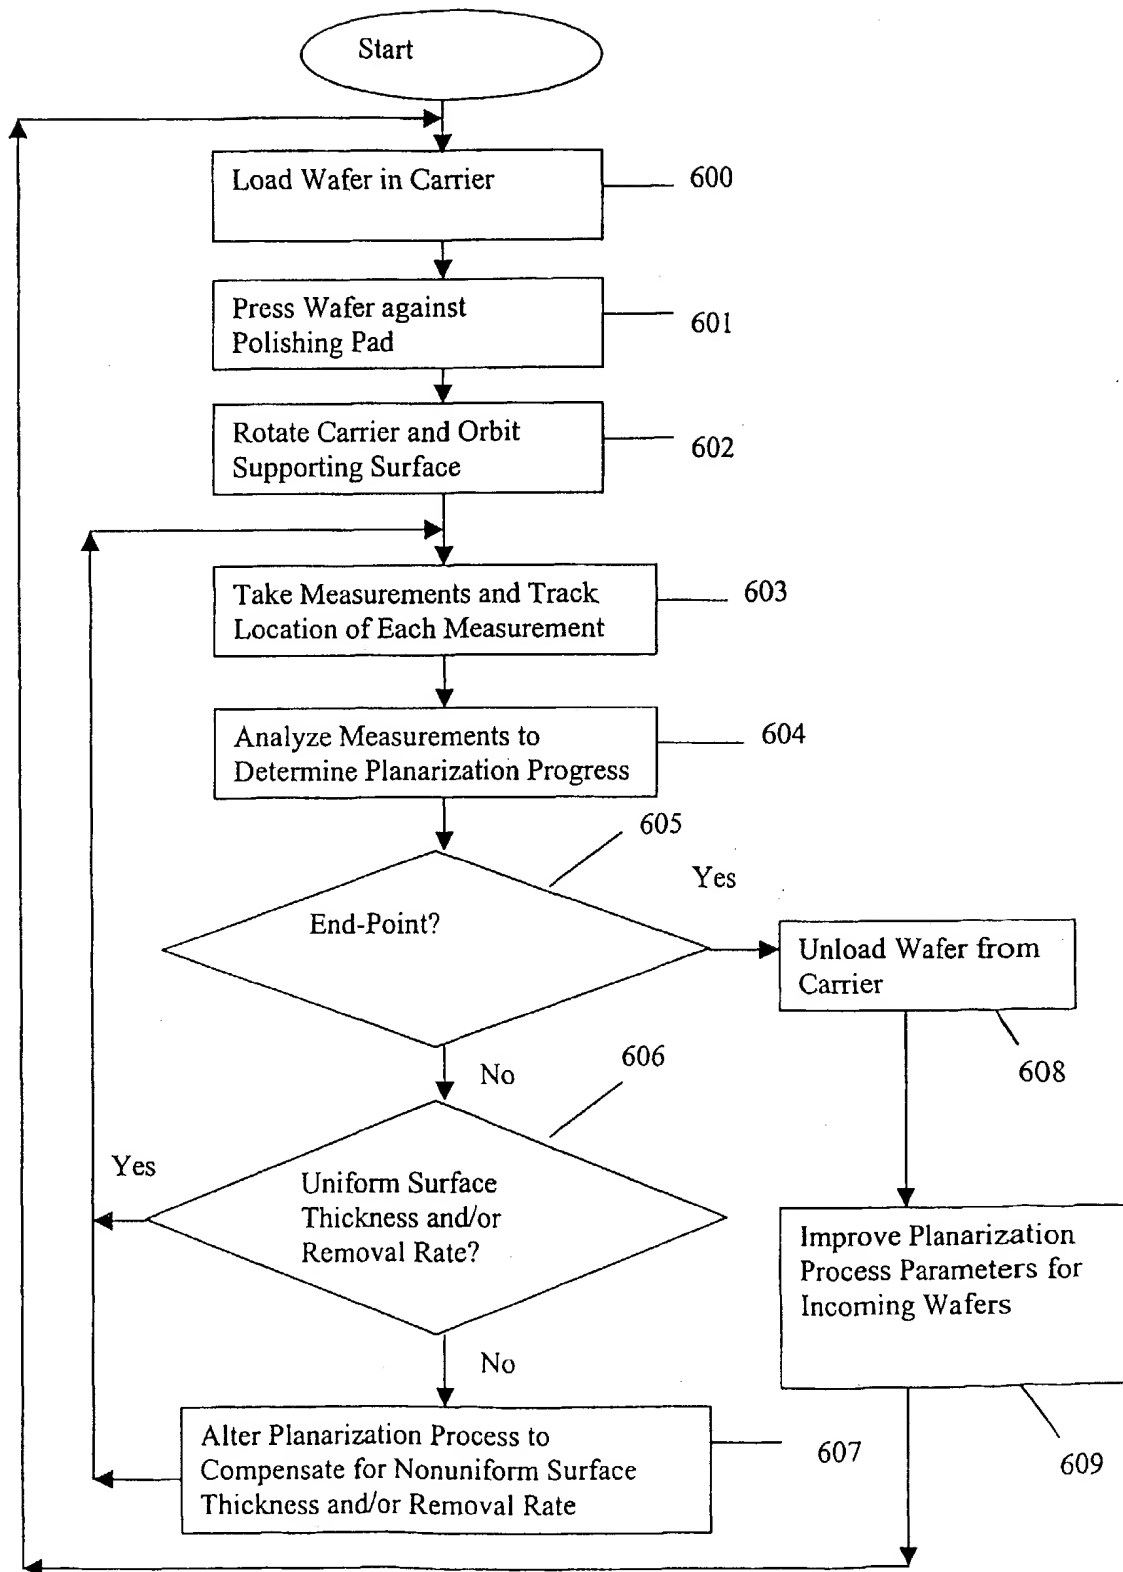 Start
Load Wafer in Carrier
600
Press Wafer against
Polishing Pad
601
Rotate Carrier and Orbit
Supporting Surface
602
Take Measurements and Track
Location of Each Measurement
603
Analyze Measurements to
Determine Planarization Progress
604
605
End-Point?
Yes
Unload Wafer from
Carrier
608
No
606
Yes
Uniform Surface
Thickness and/or
Removal Rate?
Improve Planarization
Process Parameters for
Incoming Wafers
609
No
Alter Planarization Process to
Compensate for Nonuniform Surface
Thickness and/or Removal Rate
607